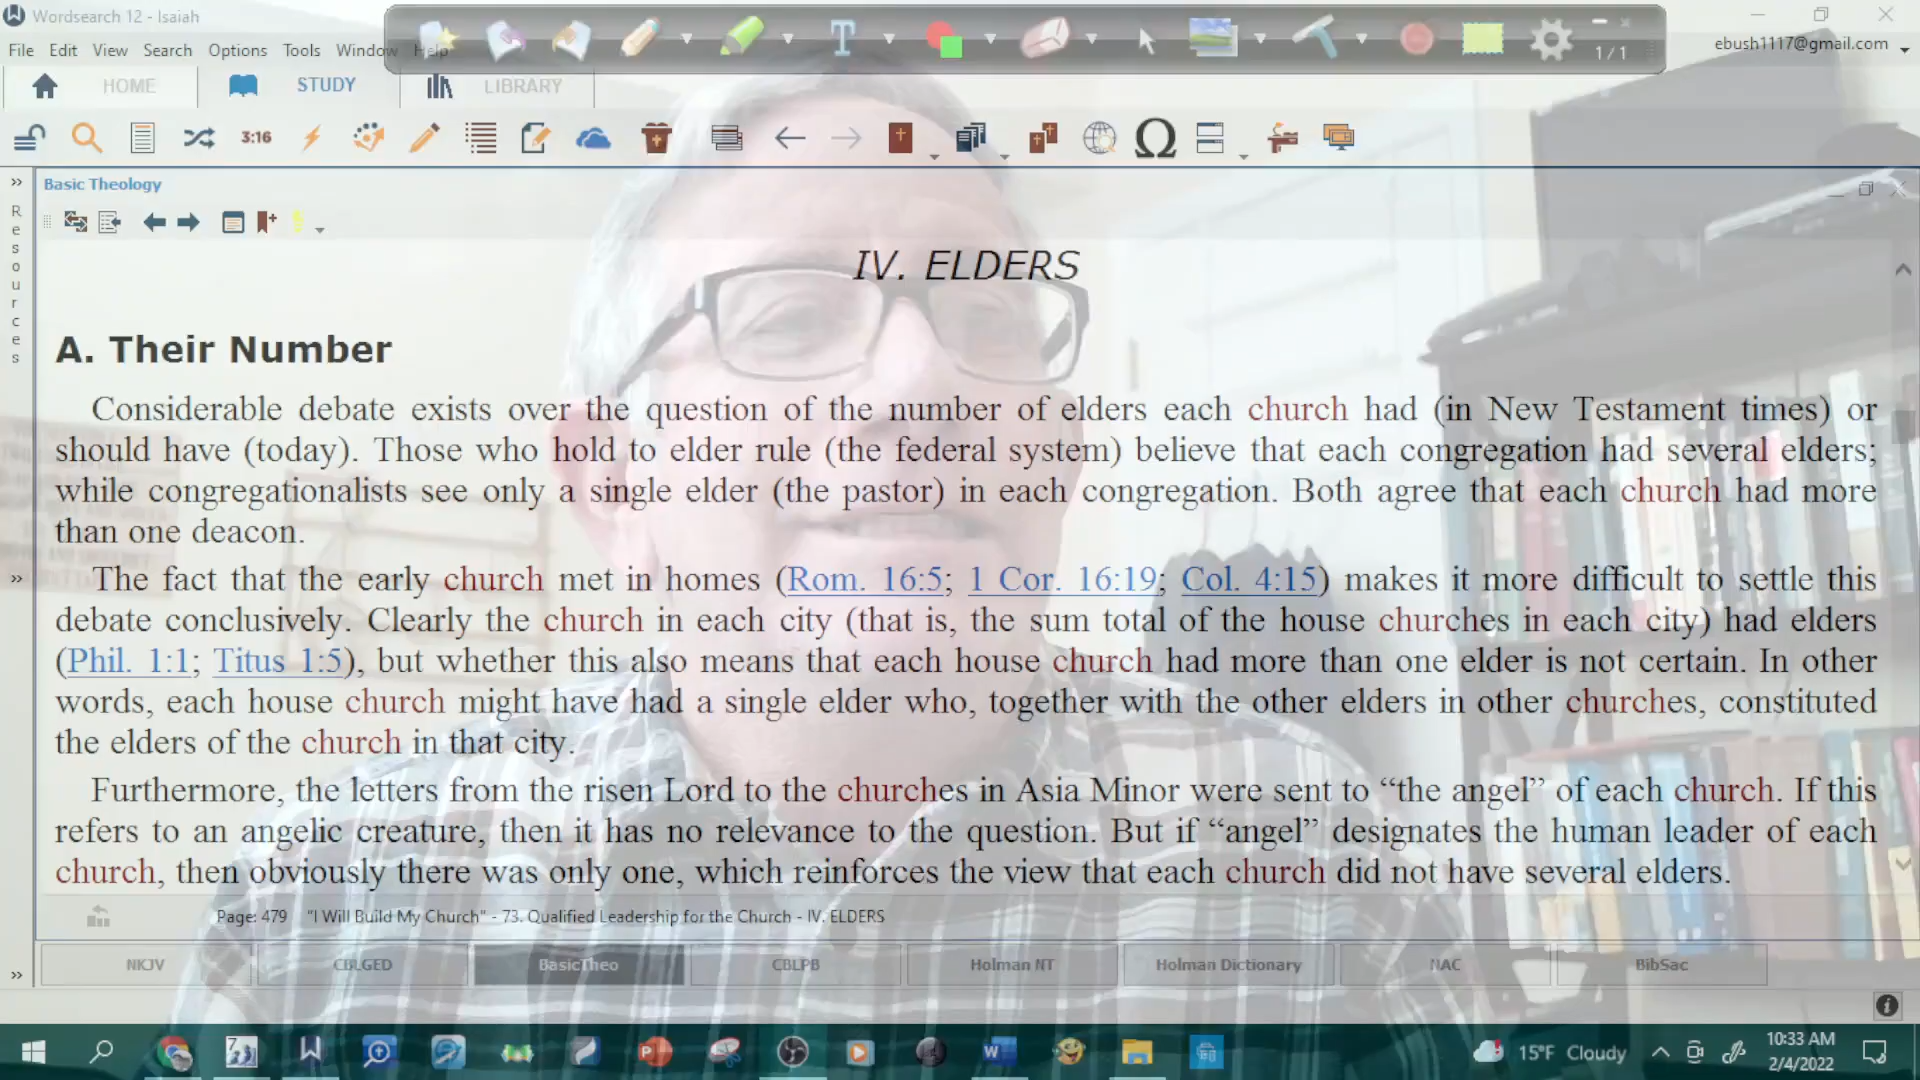 Wordsearch 12 - Isaiah
File Edit View Search Options Tools Window Help
1 / 1
ebush1117@gmail.com
HOME STUDY LIBRARY
3:16
Basic Theology
Resources
IV. ELDERS
A. Their Number
Considerable debate exists over the question of the number of elders each church had (in New Testament times) or
should have (today). Those who hold to elder rule (the federal system) believe that each congregation had several elders;
while congregationalists see only a single elder (the pastor) in each congregation. Both agree that each church had more
than one deacon.
The fact that the early church met in homes (Rom. 16:5; 1 Cor. 16:19; Col. 4:15) makes it more difficult to settle this
debate conclusively. Clearly the church in each city (that is, the sum total of the house churches in each city) had elders
(Phil. 1:1; Titus 1:5), but whether this also means that each house church had more than one elder is not certain. In other
words, each house church might have had a single elder who, together with the other elders in other churches, constituted
the elders of the church in that city.
Furthermore, the letters from the risen Lord to the churches in Asia Minor were sent to “the angel” of each church. If this
refers to an angelic creature, then it has no relevance to the question. But if “angel” designates the human leader of each
church, then obviously there was only one, which reinforces the view that each church did not have several elders.
Page: 479 "I Will Build My Church" - 73. Qualified Leadership for the Church - IV. ELDERS
NKJV CBLGED BasicTheo CBLPB Holman NT Holman Dictionary NAC BibSac
15°F Cloudy
10:33 AM
2/4/2022